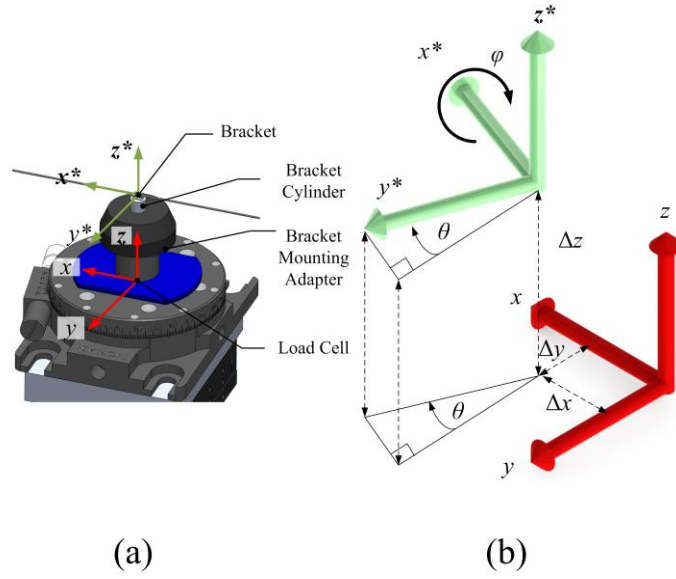 z*
x*
y*
z
x
y
Bracket
Bracket
Cylinder
Bracket
Mounting
Adapter
Load Cell
(a)
z*
x*
φ
y*
θ
Δz
z
x
Δy
Δx
θ
y
(b)